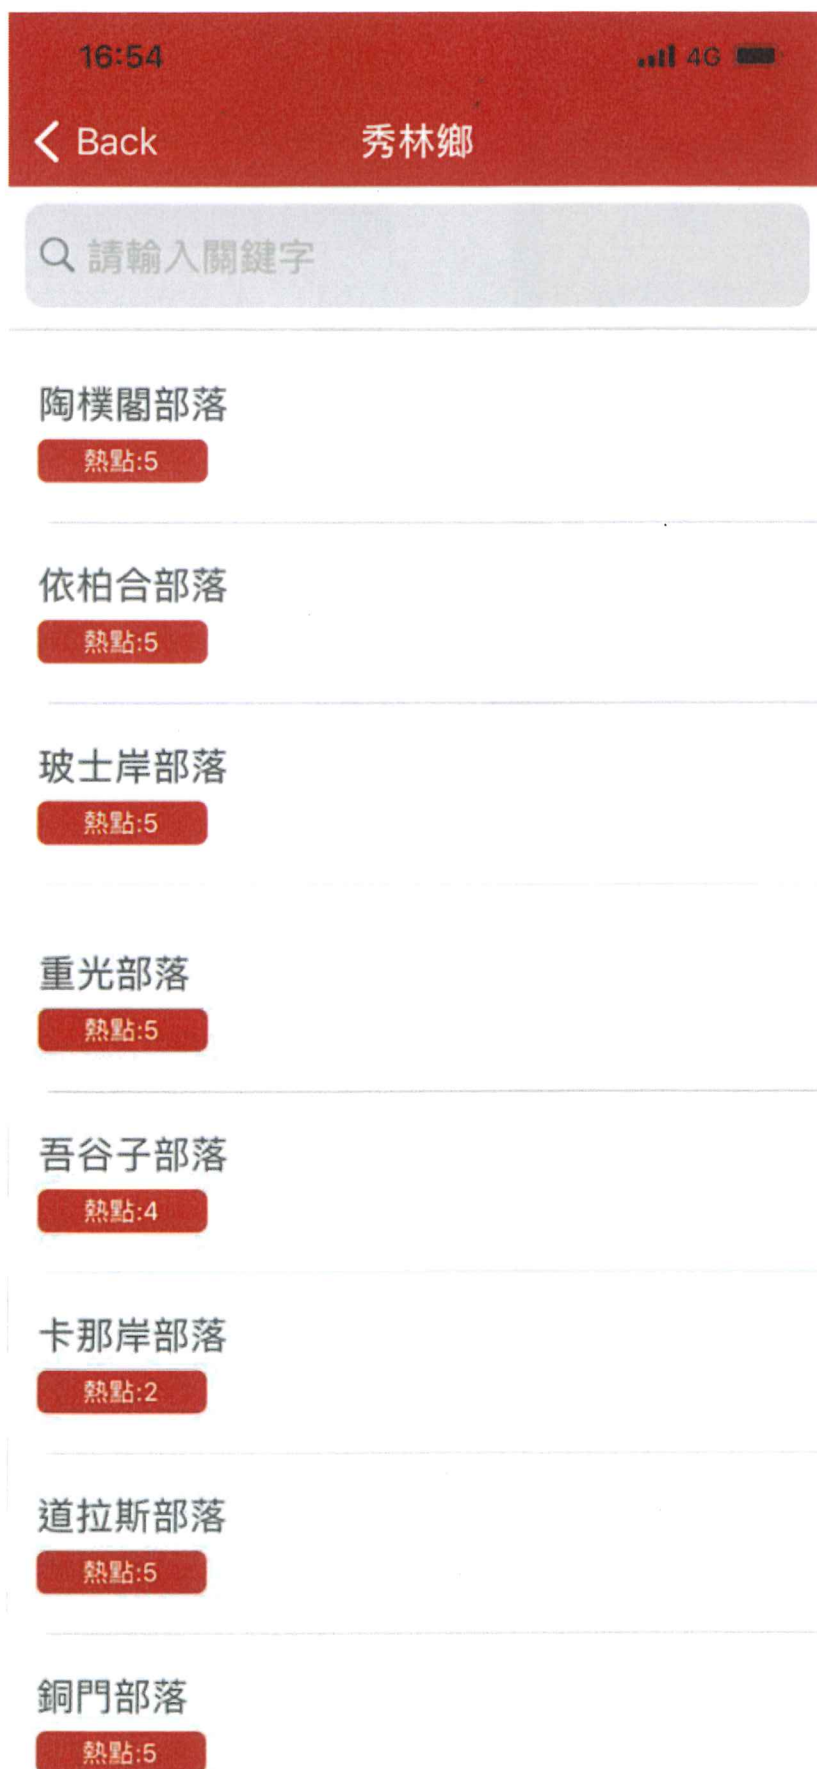 16:54
4G
Back
秀林鄉
請輸入關鍵字
陶樸閣部落
熱點:5
依柏合部落
熱點:5
玻士岸部落
熱點:5
重光部落
熱點:5
吾谷子部落
熱點:4
卡那岸部落
熱點:2
道拉斯部落
熱點:5
銅門部落
熱點:5